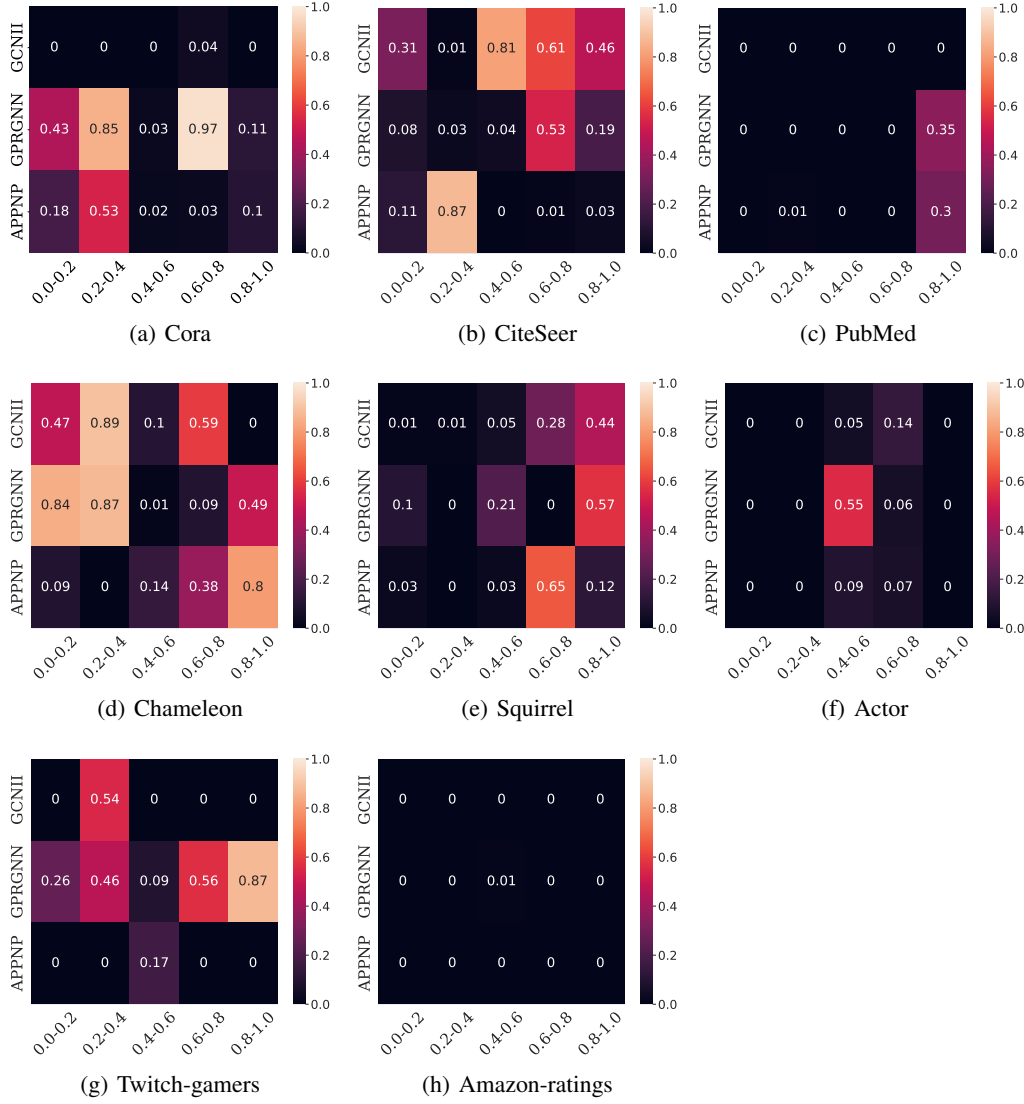 GCNII 0 0 0 0.04 0
GPRGNN 0.43 0.85 0.03 0.97 0.11
APPNP 0.18 0.53 0.02 0.03 0.1
0.0-0.2 0.2-0.4 0.4-0.6 0.6-0.8 0.8-1.0
1.0
0.8
0.6
0.4
0.2
0.0
(a) Cora
GCNII 0.31 0.01 0.81 0.61 0.46
GPRGNN 0.08 0.03 0.04 0.53 0.19
APPNP 0.11 0.87 0 0.01 0.03
0.0-0.2 0.2-0.4 0.4-0.6 0.6-0.8 0.8-1.0
1.0
0.8
0.6
0.4
0.2
0.0
(b) CiteSeer
GCNII 0 0 0 0 0
GPRGNN 0 0 0 0 0.35
APPNP 0 0.01 0 0 0.3
0.0-0.2 0.2-0.4 0.4-0.6 0.6-0.8 0.8-1.0
1.0
0.8
0.6
0.4
0.2
0.0
(c) PubMed
GCNII 0.47 0.89 0.1 0.59 0
GPRGNN 0.84 0.87 0.01 0.09 0.49
APPNP 0.09 0 0.14 0.38 0.8
0.0-0.2 0.2-0.4 0.4-0.6 0.6-0.8 0.8-1.0
1.0
0.8
0.6
0.4
0.2
0.0
(d) Chameleon
GCNII 0.01 0.01 0.05 0.28 0.44
GPRGNN 0.1 0 0.21 0 0.57
APPNP 0.03 0 0.03 0.65 0.12
0.0-0.2 0.2-0.4 0.4-0.6 0.6-0.8 0.8-1.0
1.0
0.8
0.6
0.4
0.2
0.0
(e) Squirrel
GCNII 0 0 0.05 0.14 0
GPRGNN 0 0 0.55 0.06 0
APPNP 0 0 0.09 0.07 0
0.0-0.2 0.2-0.4 0.4-0.6 0.6-0.8 0.8-1.0
1.0
0.8
0.6
0.4
0.2
0.0
(f) Actor
GCNII 0 0.54 0 0 0
GPRGNN 0.26 0.46 0.09 0.56 0.87
APPNP 0 0 0.17 0 0
0.0-0.2 0.2-0.4 0.4-0.6 0.6-0.8 0.8-1.0
1.0
0.8
0.6
0.4
0.2
0.0
(g) Twitch-gamers
GCNII 0 0 0 0 0
GPRGNN 0 0 0.01 0 0
APPNP 0 0 0 0 0
0.0-0.2 0.2-0.4 0.4-0.6 0.6-0.8 0.8-1.0
1.0
0.8
0.6
0.4
0.2
0.0
(h) Amazon-ratings